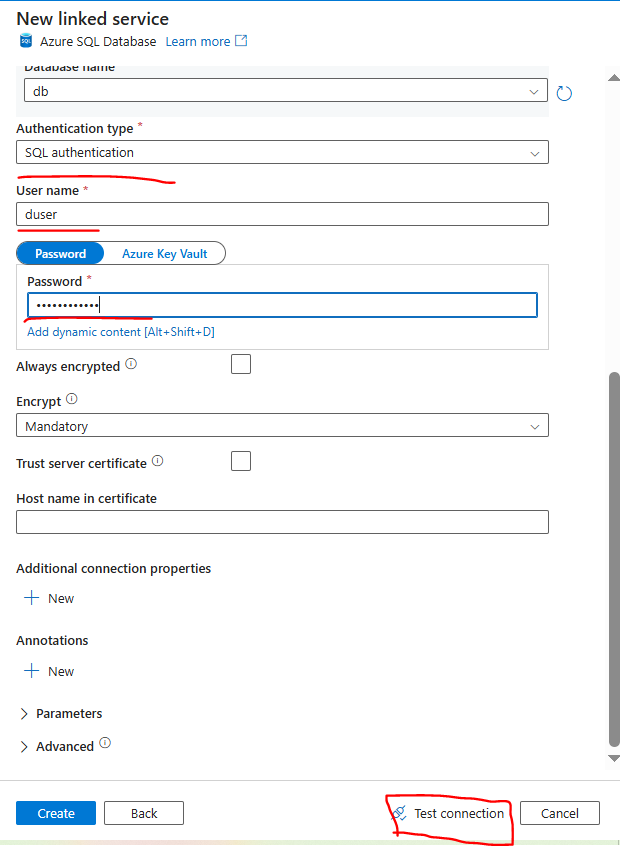 New linked service
SQL Azure SQL Database Learn more
Database name
db
Authentication type *
SQL authentication
User name *
duser
Password Azure Key Vault
Password *
••••••••••••
Add dynamic content [Alt+Shift+D]
Always encrypted
Encrypt
Mandatory
Trust server certificate
Host name in certificate
Additional connection properties
New
Annotations
New
Parameters
Advanced
Create Back Test connection Cancel